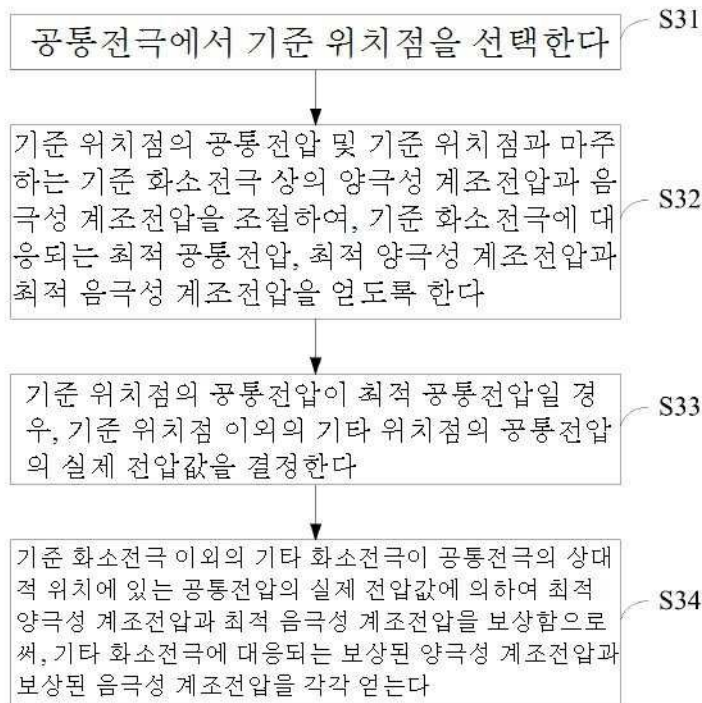 공통전극에서 기준 위치점을 선택한다
S31
기준 위치점의 공통전압 및 기준 위치점과 마주
하는 기준 화소전극 상의 양극성 계조전압과 음
극성 계조전압을 조절하여, 기준 화소전극에 대
응되는 최적 공통전압, 최적 양극성 계조전압과
최적 음극성 계조전압을 얻도록 한다
S32
기준 위치점의 공통전압이 최적 공통전압일 경
우, 기준 위치점 이외의 기타 위치점의 공통전압
의 실제 전압값을 결정한다
S33
기준 화소전극 이외의 기타 화소전극이 공통전극의 상대
적 위치에 있는 공통전압의 실제 전압값에 의하여 최적
양극성 계조전압과 최적 음극성 계조전압을 보상함으로
써, 기타 화소전극에 대응되는 보상된 양극성 계조전압과
보상된 음극성 계조전압을 각각 얻는다
S34